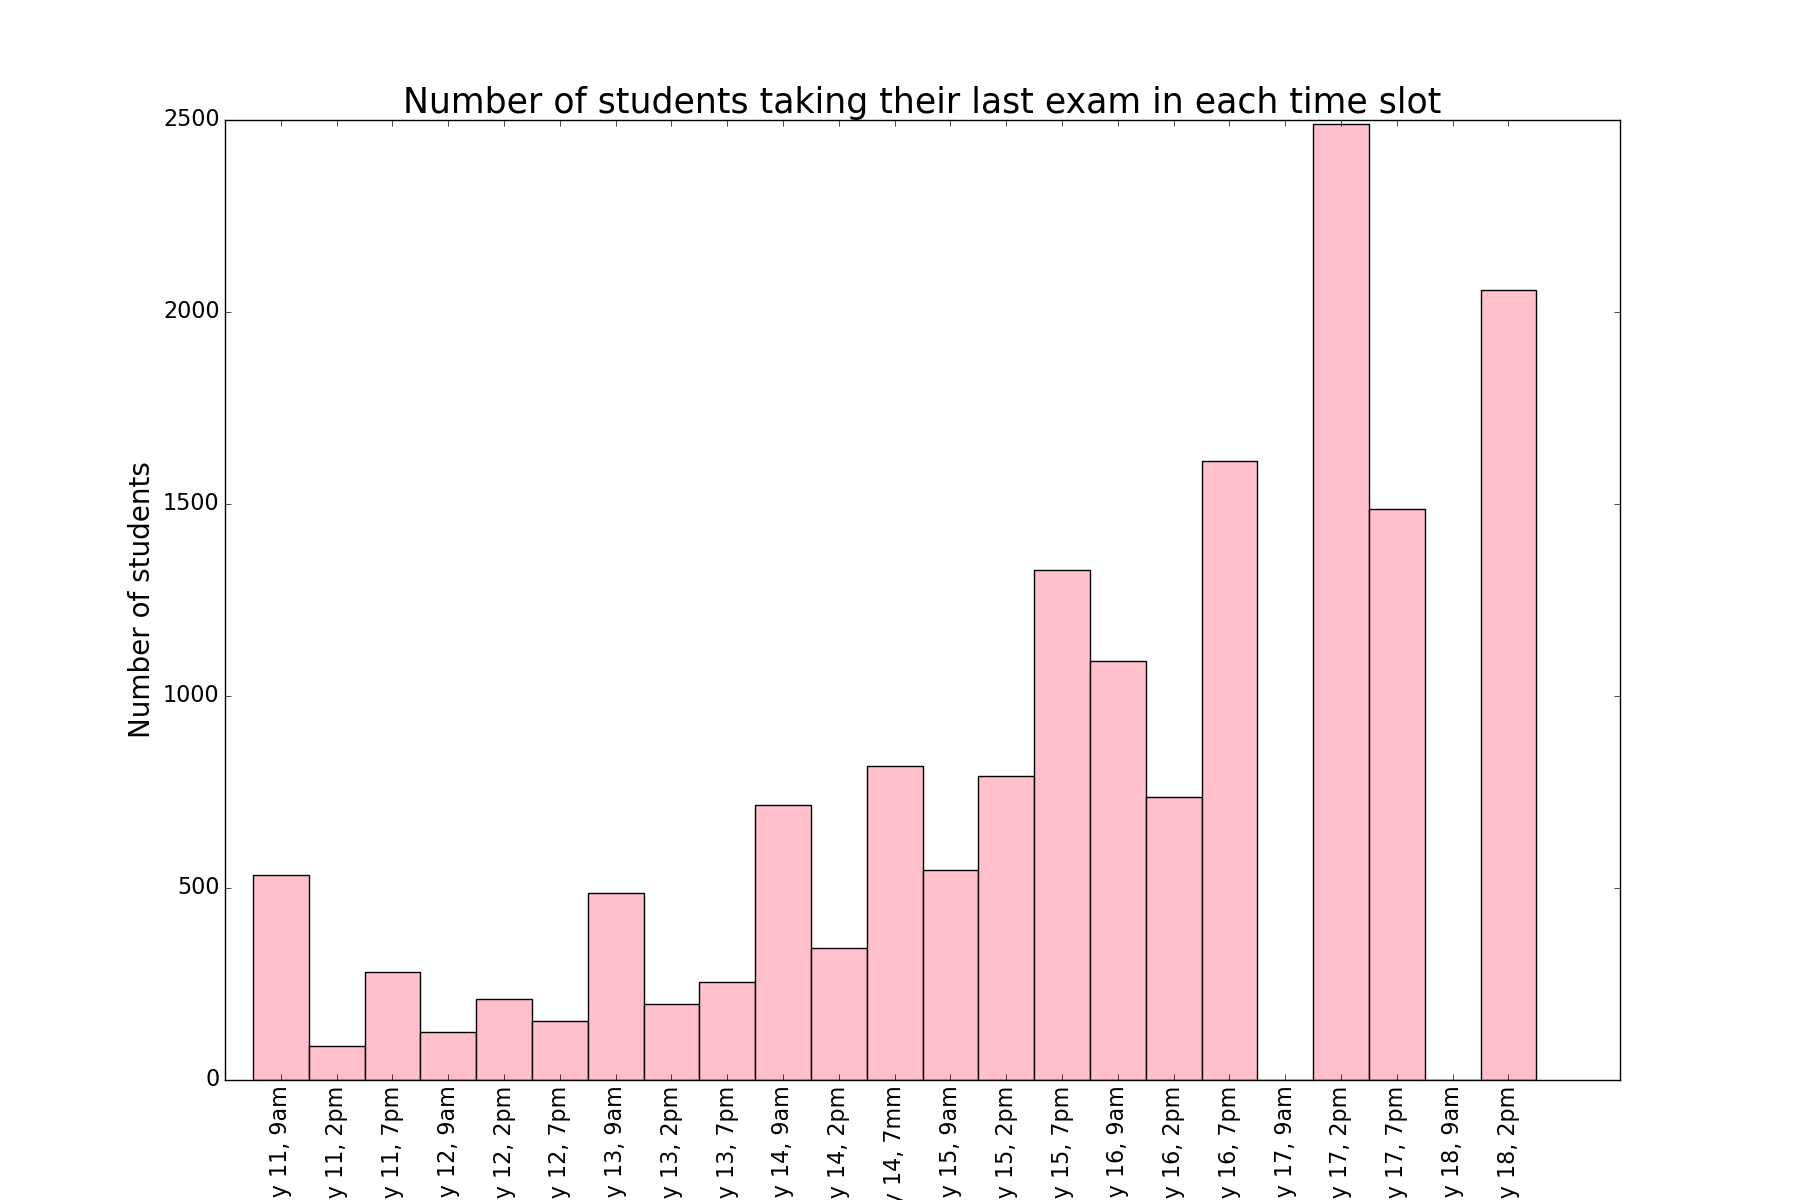 Number of students taking their last exam in each time slot
2500
2000
1500
1000
500
0
Number of students
y 11, 9am
y 11, 2pm
y 11, 7pm
y 12, 9am
y 12, 2pm
y 12, 7pm
y 13, 9am
y 13, 2pm
y 13, 7pm
y 14, 9am
y 14, 2pm
y 14, 7mm
y 15, 9am
y 15, 2pm
y 15, 7pm
y 16, 9am
y 16, 2pm
y 16, 7pm
y 17, 9am
y 17, 2pm
y 17, 7pm
y 18, 9am
y 18, 2pm